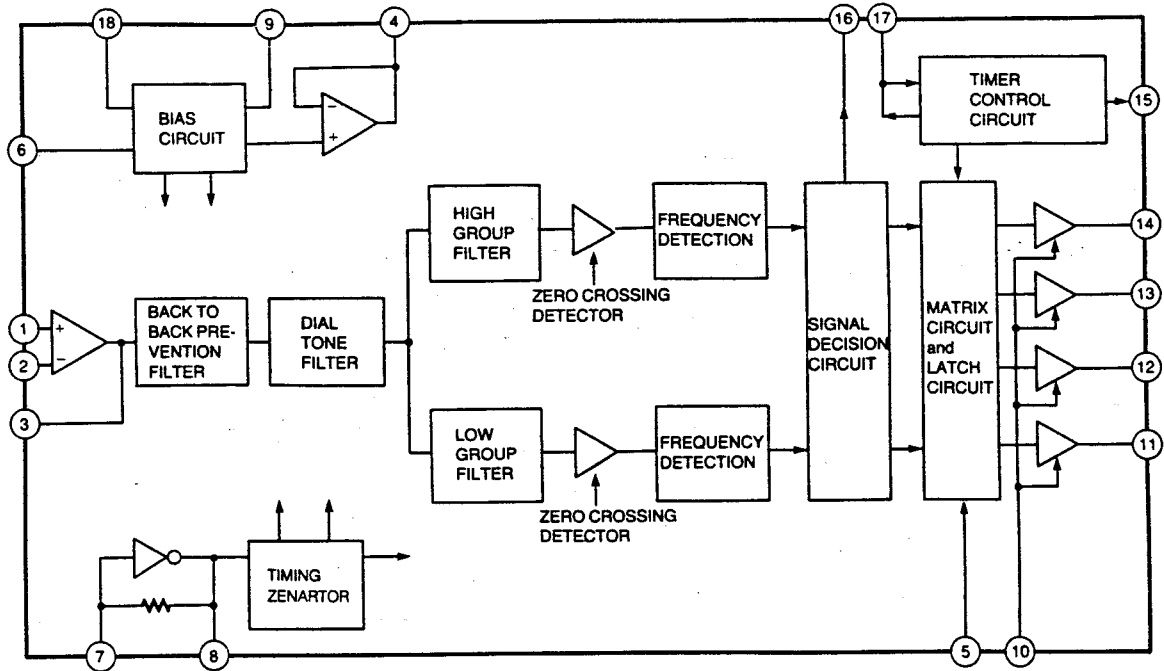 18
9
4
16
17
BIAS
CIRCUIT
−
+
TIMER
CONTROL
CIRCUIT
15
6
HIGH
GROUP
FILTER
FREQUENCY
DETECTION
14
ZERO CROSSING
DETECTOR
13
1
+
−
2
3
BACK TO
BACK PRE-
VENTION
FILTER
DIAL
TONE
FILTER
SIGNAL
DECISION
CIRCUIT
MATRIX
CIRCUIT
and
LATCH
CIRCUIT
12
11
LOW
GROUP
FILTER
FREQUENCY
DETECTION
ZERO CROSSING
DETECTOR
TIMING
ZENARTOR
7
8
5
10